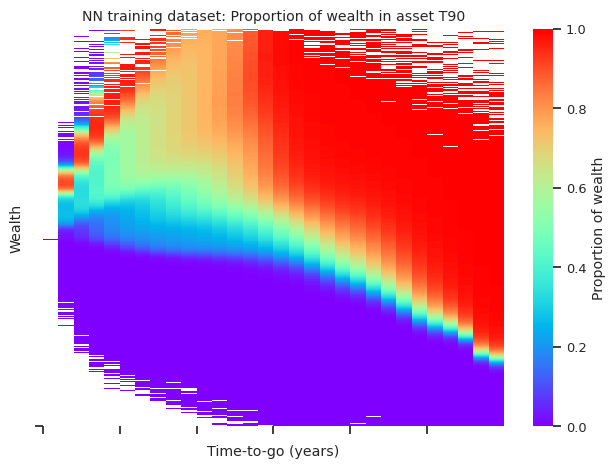 NN training dataset: Proportion of wealth in asset T90
Wealth
Time-to-go (years)
1.0
0.8
0.6
0.4
0.2
0.0
Proportion of wealth